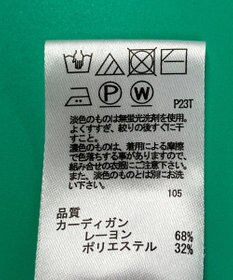 P W
P23T
淡色のものは無蛍光洗剤を使用。
よくすすぎ、絞りの後すぐに干
すこと。
濃色のものは、着用による摩擦
で色落ちする事がありますので、
組み合せの衣類にご注意くださ
い。また、淡色のものとは別にお洗
い下さい。
105
品質
カーディガン
レーヨン 68%
ポリエステル 32%